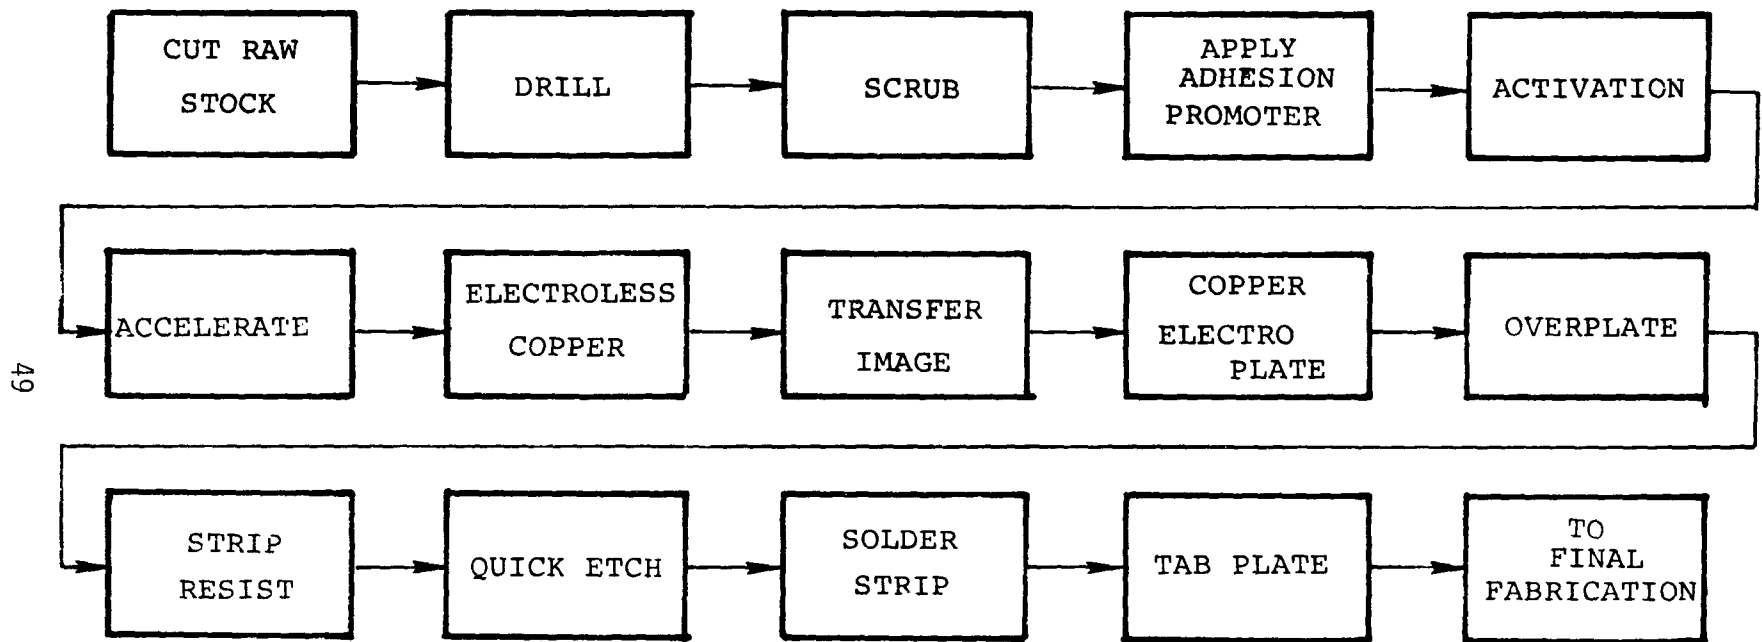 CUT RAW
STOCK
DRILL
SCRUB
APPLY
ADHESION
PROMOTER
ACTIVATION
ACCELERATE
ELECTROLESS
COPPER
TRANSFER
IMAGE
COPPER
ELECTRO
PLATE
OVERPLATE
STRIP
RESIST
QUICK ETCH
SOLDER
STRIP
TAB PLATE
TO
FINAL
FABRICATION
49